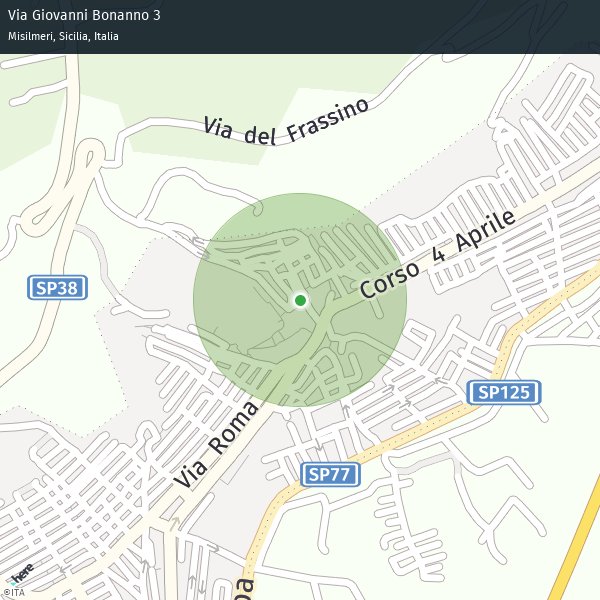 Via Giovanni Bonanno 3
Misilmeri, Sicilia, Italia
Via del Frassino
Corso 4 Aprile
SP38
SP125
Via Roma
SP77
here
©ITA